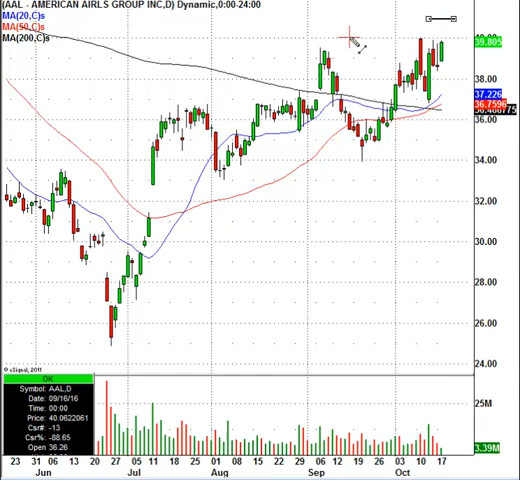 (AAL - AMERICAN AIRLS GROUP INC,D) Dynamic,0:00-24:00
MA(20,C)s
MA(50,C)s
MA(200,C)s
39.805
38.00
37.226
36.7596
36.00
34.00
32.00
30.00
28.00
26.00
24.00
© eSignal, 2011
OK
Symbol: AAL,D
Date: 09/16/16
Time: 00:00
Price: 40.0622061
Csr#: -13
Csr%: -88.65
Open 36.26
25M
3.39M
23 31 06 13 20 27 05 11 18 25 08 15 22 29 06 12 19 26 03 10 17
Jun Jul Aug Sep Oct